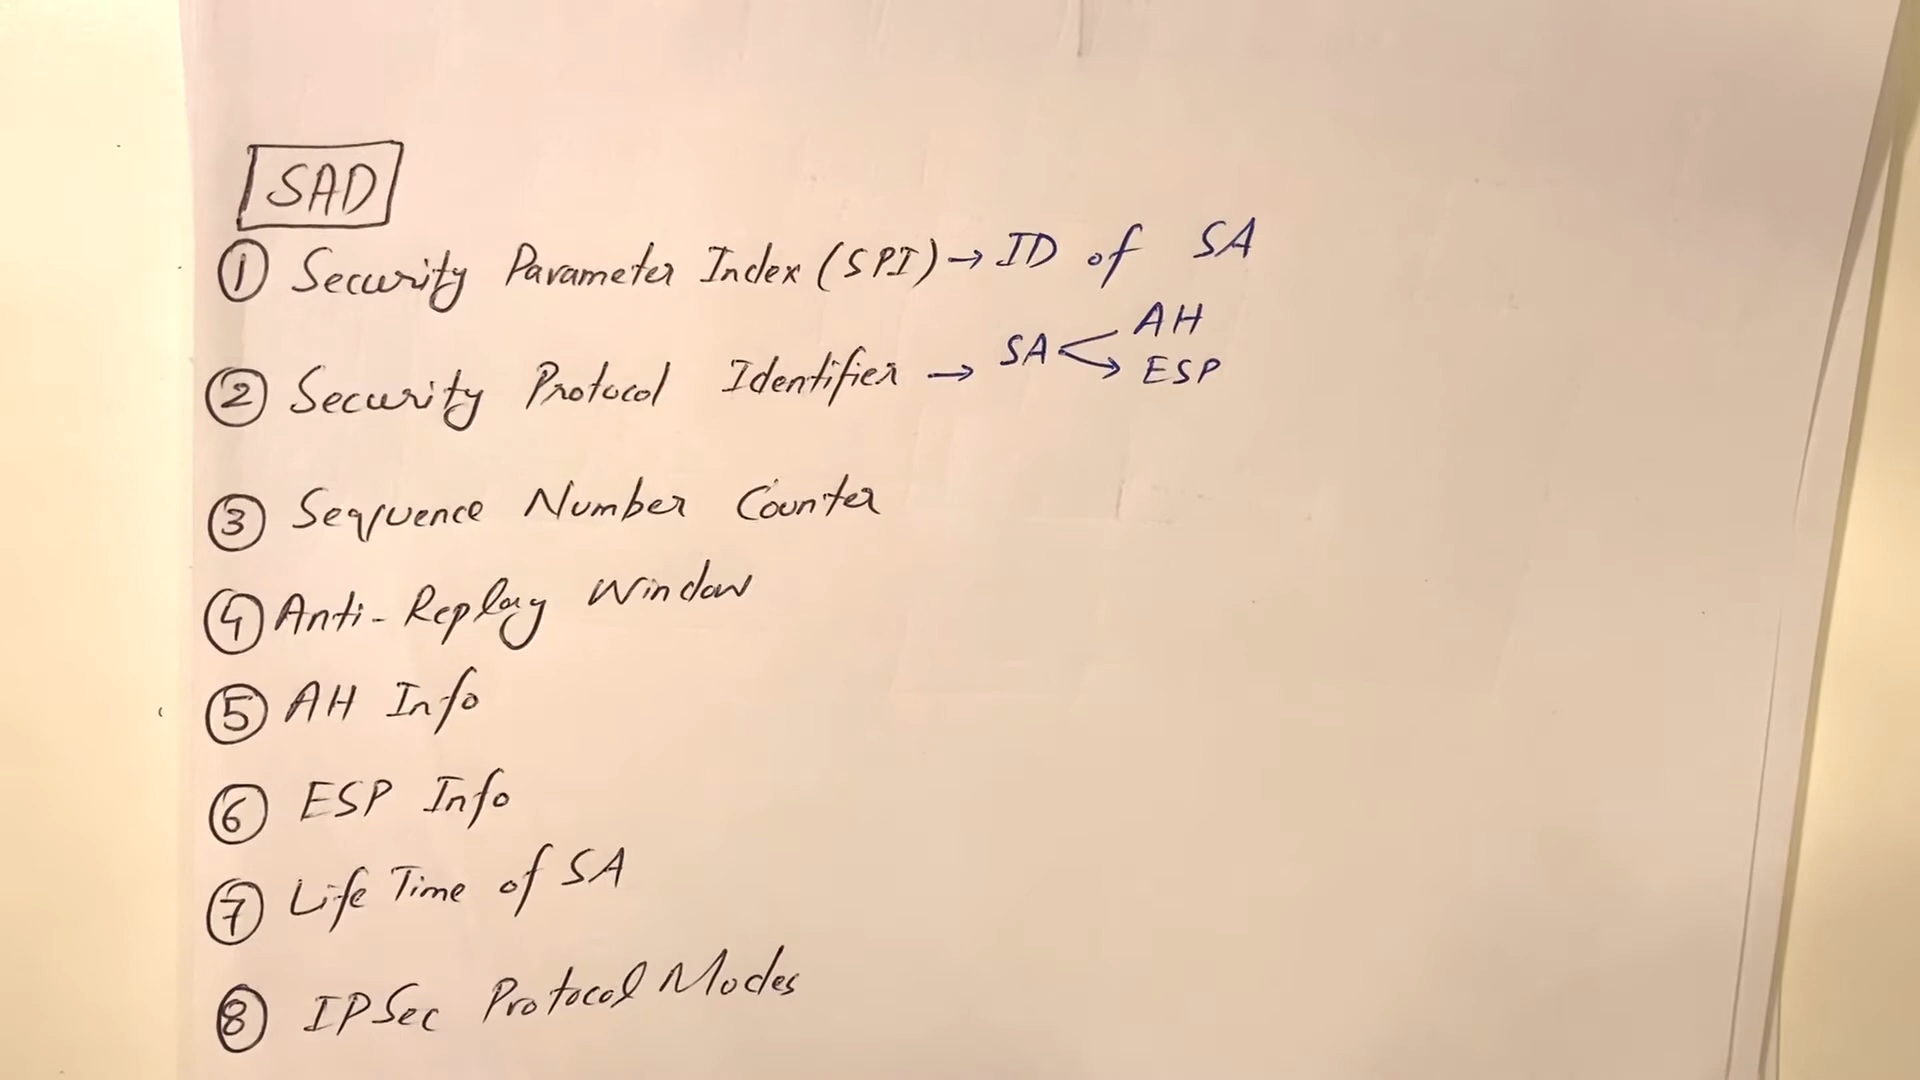 SAD
① Security Parameter Index (SPI) → ID of SA
② Security Protocol Identifier → SA < AH
→ ESP
③ Sequence Number Counter
④ Anti-Replay Window
⑤ AH Info
⑥ ESP Info
⑦ Life Time of SA
⑧ IPSec Protocol Modes